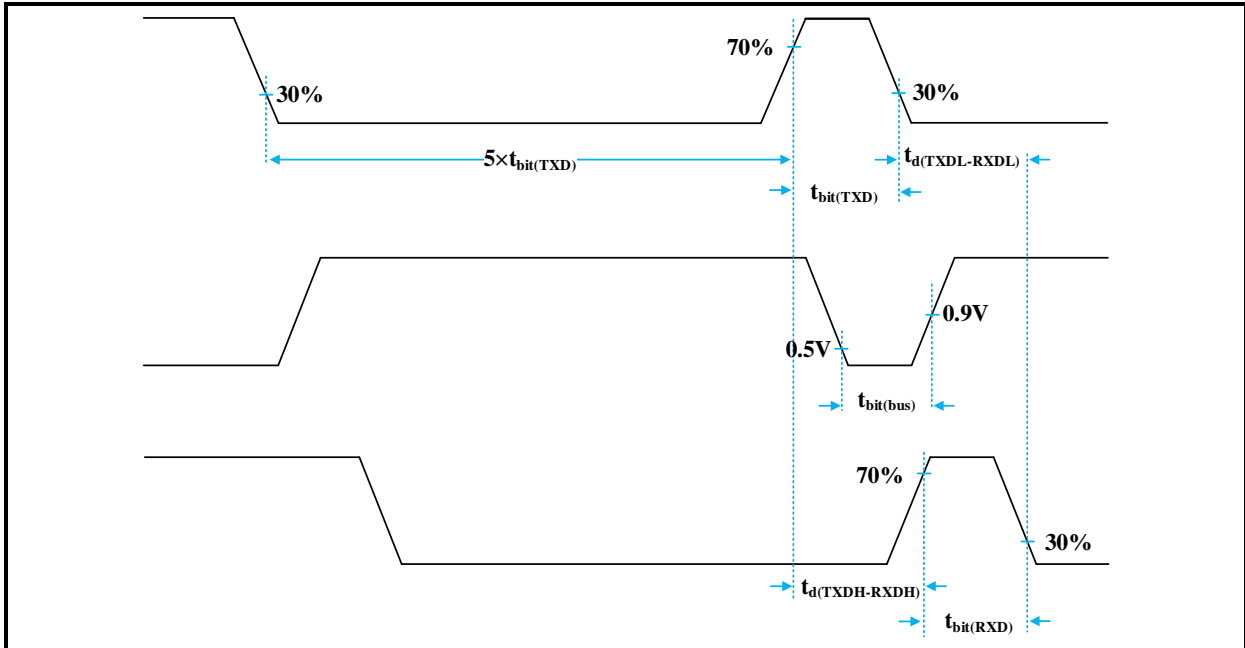 70%
30%
30%
5×tbit(TXD)
td(TXDL-RXDL)
tbit(TXD)
0.9V
0.5V
tbit(bus)
70%
30%
td(TXDH-RXDH)
tbit(RXD)